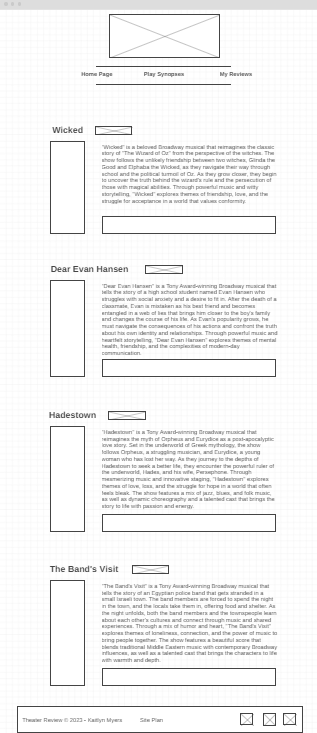 Home Page Play Synopses My Reviews
Wicked
"Wicked" is a beloved Broadway musical that reimagines the classic
story of "The Wizard of Oz" from the perspective of the witches. The
show follows the unlikely friendship between two witches, Glinda the
Good and Elphaba the Wicked, as they navigate their way through
school and the political turmoil of Oz. As they grow closer, they begin
to uncover the truth behind the wizard's rule and the persecution of
those with magical abilities. Through powerful music and witty
storytelling, "Wicked" explores themes of friendship, love, and the
struggle for acceptance in a world that values conformity.
Dear Evan Hansen
"Dear Evan Hansen" is a Tony Award-winning Broadway musical that
tells the story of a high school student named Evan Hansen who
struggles with social anxiety and a desire to fit in. After the death of a
classmate, Evan is mistaken as his best friend and becomes
entangled in a web of lies that brings him closer to the boy's family
and changes the course of his life. As Evan's popularity grows, he
must navigate the consequences of his actions and confront the truth
about his own identity and relationships. Through powerful music and
heartfelt storytelling, "Dear Evan Hansen" explores themes of mental
health, friendship, and the complexities of modern-day
communication.
Hadestown
"Hadestown" is a Tony Award-winning Broadway musical that
reimagines the myth of Orpheus and Eurydice as a post-apocalyptic
love story. Set in the underworld of Greek mythology, the show
follows Orpheus, a struggling musician, and Eurydice, a young
woman who has lost her way. As they journey to the depths of
Hadestown to seek a better life, they encounter the powerful ruler of
the underworld, Hades, and his wife, Persephone. Through
mesmerizing music and innovative staging, "Hadestown" explores
themes of love, loss, and the struggle for hope in a world that often
feels bleak. The show features a mix of jazz, blues, and folk music,
as well as dynamic choreography and a talented cast that brings the
story to life with passion and energy.
The Band's Visit
"The Band's Visit" is a Tony Award-winning Broadway musical that
tells the story of an Egyptian police band that gets stranded in a
small Israeli town. The band members are forced to spend the night
in the town, and the locals take them in, offering food and shelter. As
the night unfolds, both the band members and the townspeople learn
about each other's cultures and connect through music and shared
experiences. Through a mix of humor and heart, "The Band's Visit"
explores themes of loneliness, connection, and the power of music to
bring people together. The show features a beautiful score that
blends traditional Middle Eastern music with contemporary Broadway
influences, as well as a talented cast that brings the characters to life
with warmth and depth.
Theater Review © 2023 • Kaitlyn Myers Site Plan